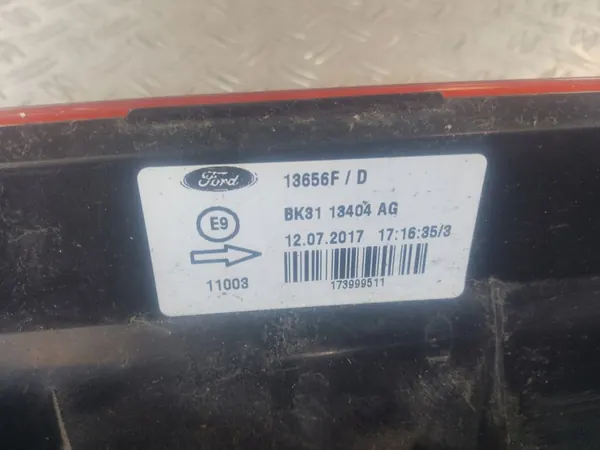 Ford
13656F / D
BK31 13404 AG
E9
12.07.2017 17:16:35/3
11003
173999511